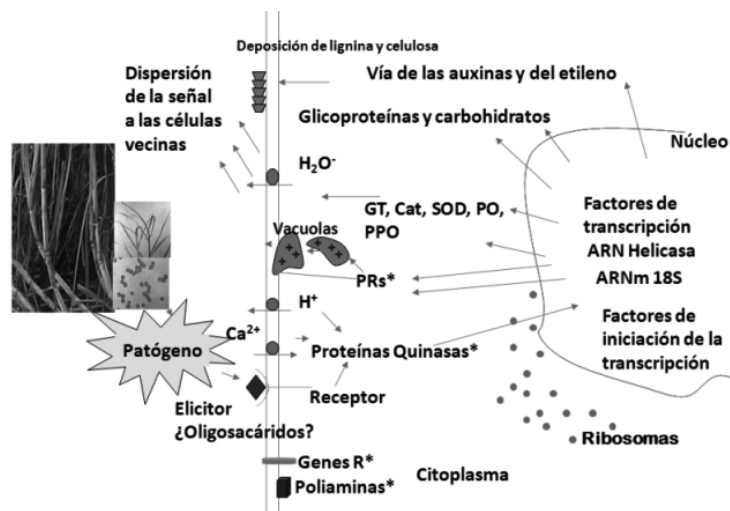 Deposición de lignina y celulosa
Dispersión
de la señal
a las células
vecinas
Vía de las auxinas y del etileno
Glicoproteínas y carbohidratos
Núcleo
H₂O⁻
GT, Cat, SOD, PO,
PPO
Factores de
transcripción
ARN Helicasa
ARNm 18S
Vacuolas
PRs*
H⁺
Ca²⁺
Patógeno
Proteínas Quinasas*
Factores de
iniciación de la
transcripción
Elicitor
¿Oligosacáridos?
Receptor
Ribosomas
Genes R*
Poliaminas*
Citoplasma